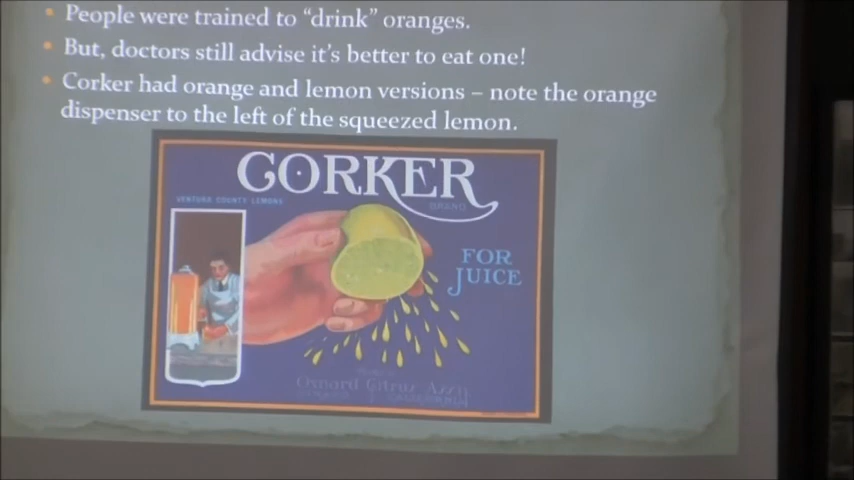 • People were trained to “drink” oranges.
• But, doctors still advise it’s better to eat one!
• Corker had orange and lemon versions – note the orange
dispenser to the left of the squeezed lemon.
CORKER
BRAND
VENTURA COUNTY LEMONS
FOR
JUICE
Oxnard Citrus Ass'n
CALIFORNIA